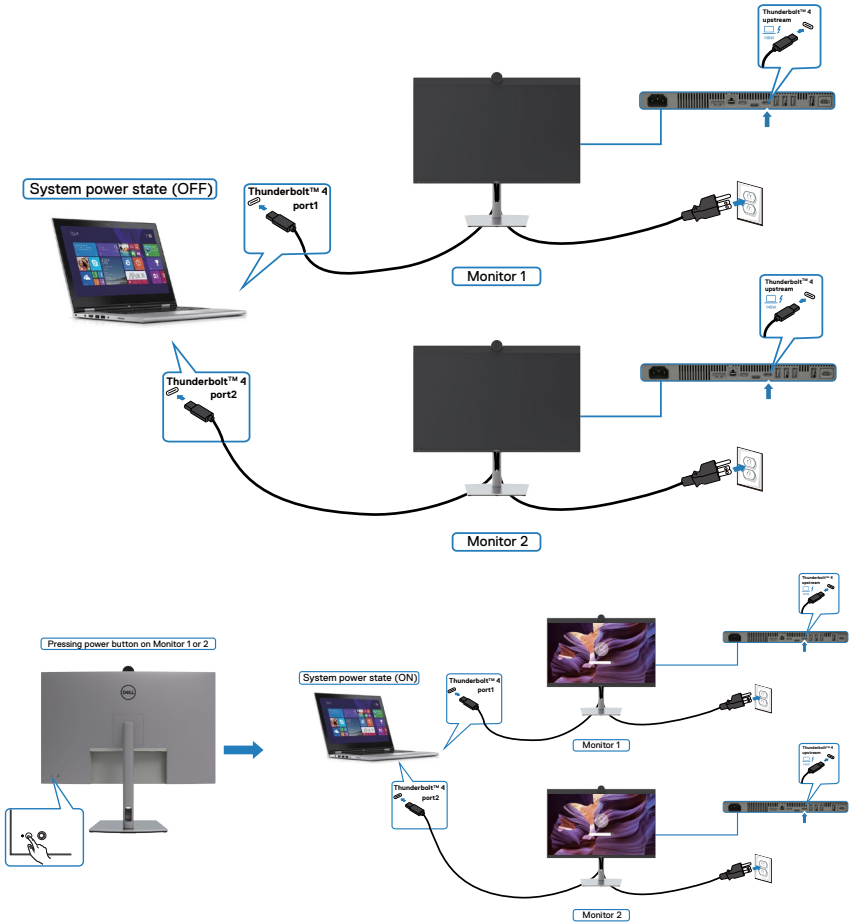 Thunderbolt™ 4
upstream
System power state (OFF)
Thunderbolt™ 4
port1
Monitor 1
Thunderbolt™ 4
upstream
Thunderbolt™ 4
port2
Monitor 2
Pressing power button on Monitor 1 or 2
DELL
System power state (ON)
Thunderbolt™ 4
port1
Thunderbolt™ 4
upstream
Monitor 1
Thunderbolt™ 4
port2
Thunderbolt™ 4
upstream
Monitor 2